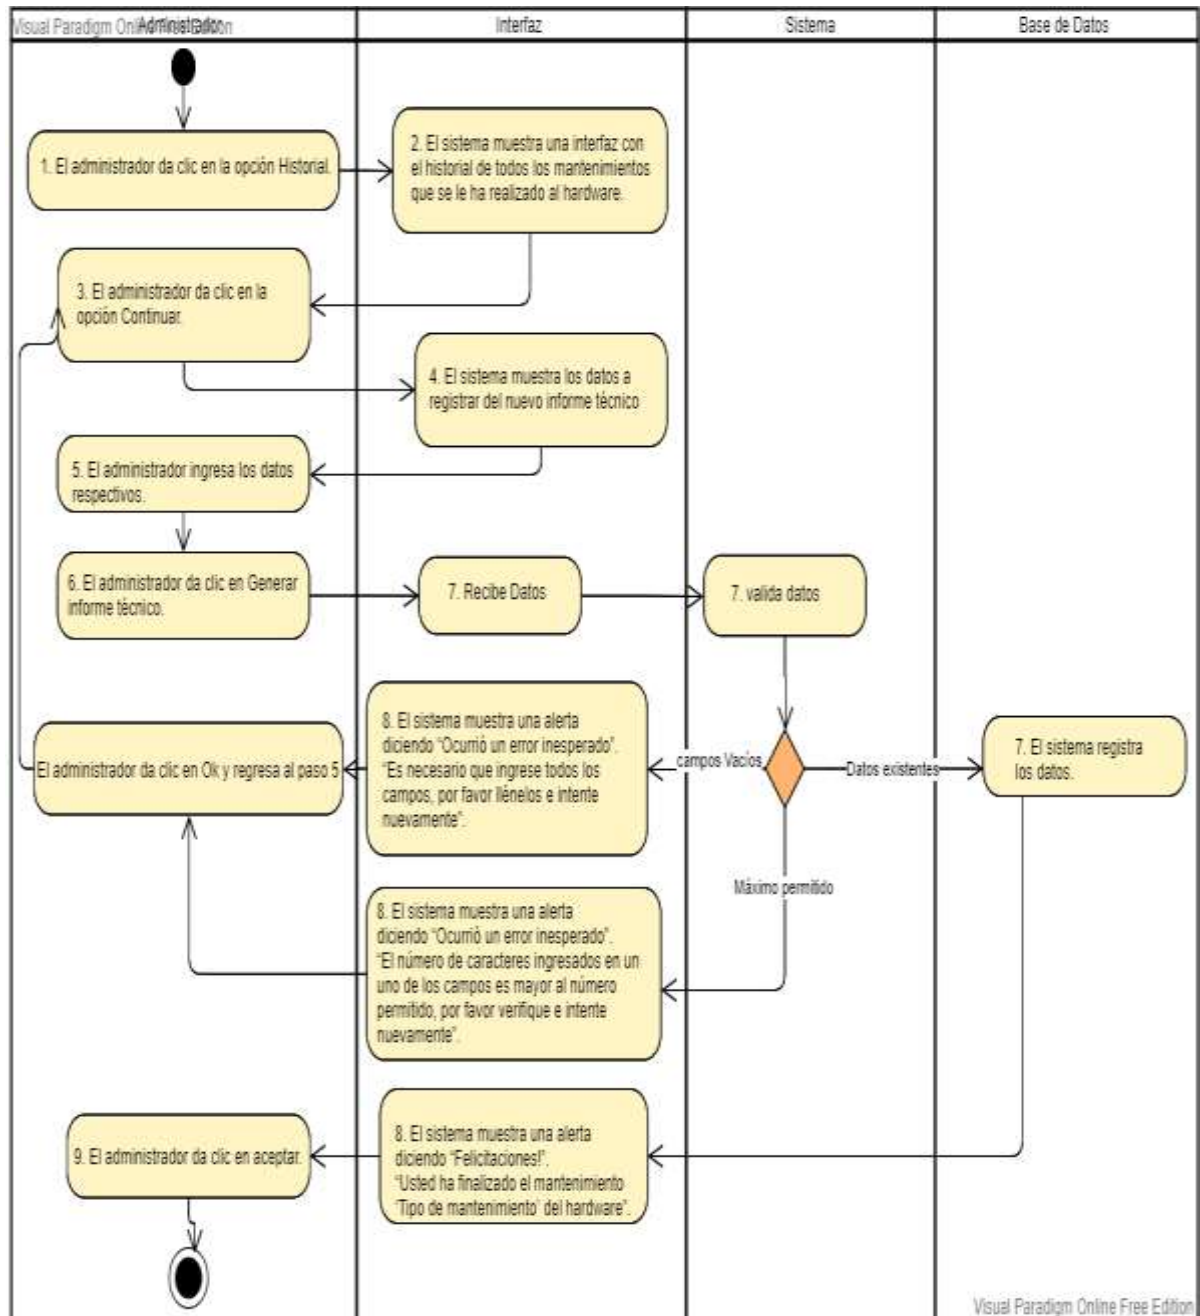 Visual Paradigm Online Free Edition
Administrador
Interfaz
Sistema
Base de Datos
1. El administrador da clic en la opción Historial.
2. El sistema muestra una interfaz con
el historial de todos los mantenimientos
que se le ha realizado al hardware.
3. El administrador da clic en la
opción Continuar.
4. El sistema muestra los datos a
registrar del nuevo informe técnico
5. El administrador ingresa los datos
respectivos.
6. El administrador da clic en Generar
informe técnico.
7. Recibe Datos
7. valida datos
8. El sistema muestra una alerta
diciendo “Ocurrió un error inesperado”.
“Es necesario que ingrese todos los
campos, por favor llénelos e intente
nuevamente”.
campos Vacíos
Datos existentes
7. El sistema registra
los datos.
El administrador da clic en Ok y regresa al paso 5
Máximo permitido
8. El sistema muestra una alerta
diciendo “Ocurrió un error inesperado”.
“El número de caracteres ingresados en un
uno de los campos es mayor al número
permitido, por favor verifique e intente
nuevamente”.
8. El sistema muestra una alerta
diciendo “Felicitaciones!”.
“Usted ha finalizado el mantenimiento
‘Tipo de mantenimiento’ del hardware”.
9. El administrador da clic en aceptar.
Visual Paradigm Online Free Edition